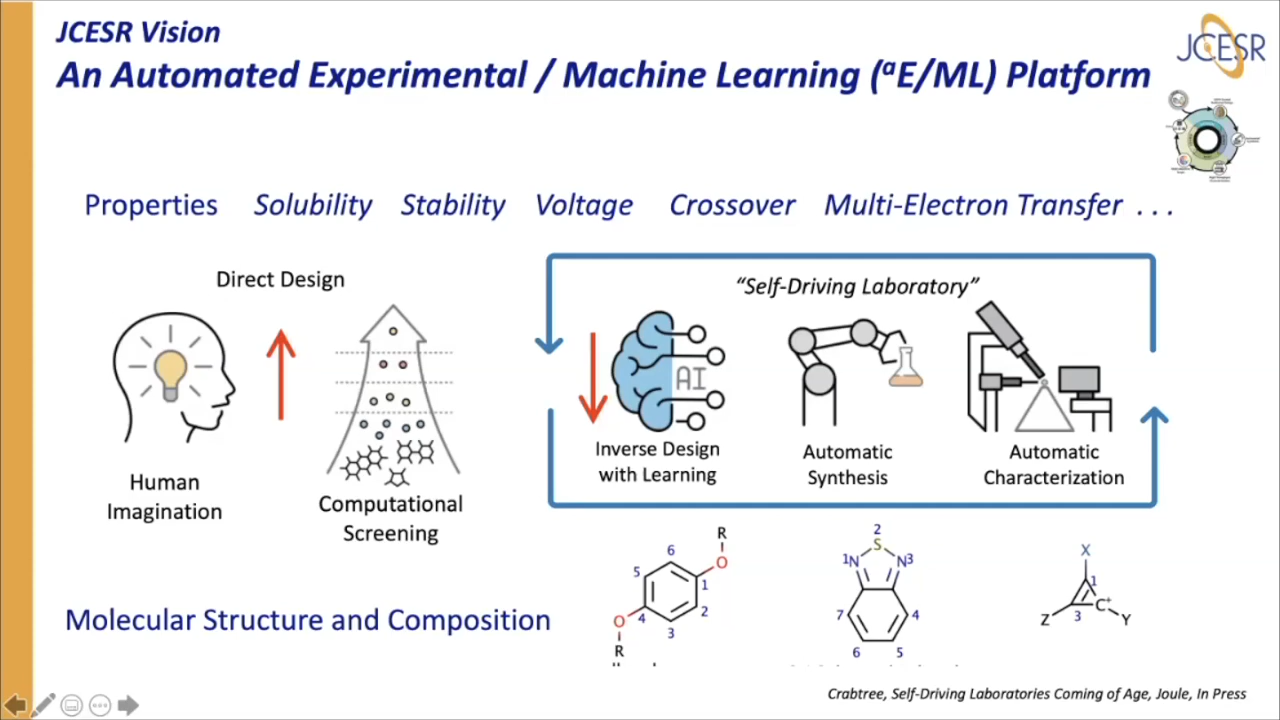 JCESR Vision
An Automated Experimental / Machine Learning (ᵃE/ML) Platform
JCESR
Properties Solubility Stability Voltage Crossover Multi-Electron Transfer . . .
Direct Design
“Self-Driving Laboratory”
AI
Human
Imagination
Computational
Screening
Inverse Design
with Learning
Automatic
Synthesis
Automatic
Characterization
Molecular Structure and Composition
R
O
6
5
1
4
2
3
O
R
2
S
1N
N3
7
4
6
5
X
1
C+
Z
3
Y
Crabtree, Self-Driving Laboratories Coming of Age, Joule, In Press